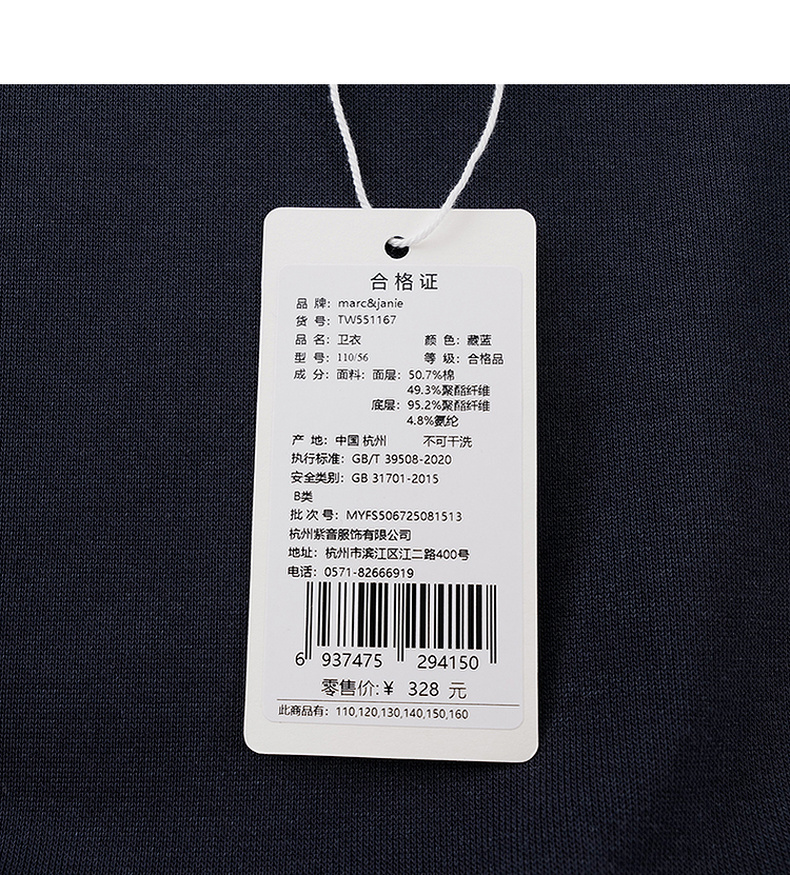 合格证
品 牌：marc&janie
货 号：TW551167
品 名：卫衣 颜 色：藏蓝
型 号：110/56 等 级：合格品
成 分：面料：面层：50.7%棉
49.3%聚酯纤维
底层：95.2%聚酯纤维
4.8%氨纶
产 地：中国 杭州 不可干洗
执行标准：GB/T 39508-2020
安全类别：GB 31701-2015
B类
批 次 号：MYFS506725081513
杭州紫音服饰有限公司
地址：杭州市滨江区江二路400号
电话：0571-82666919
6 937475 294150
零售价:￥ 328 元
此商品有：110,120,130,140,150,160